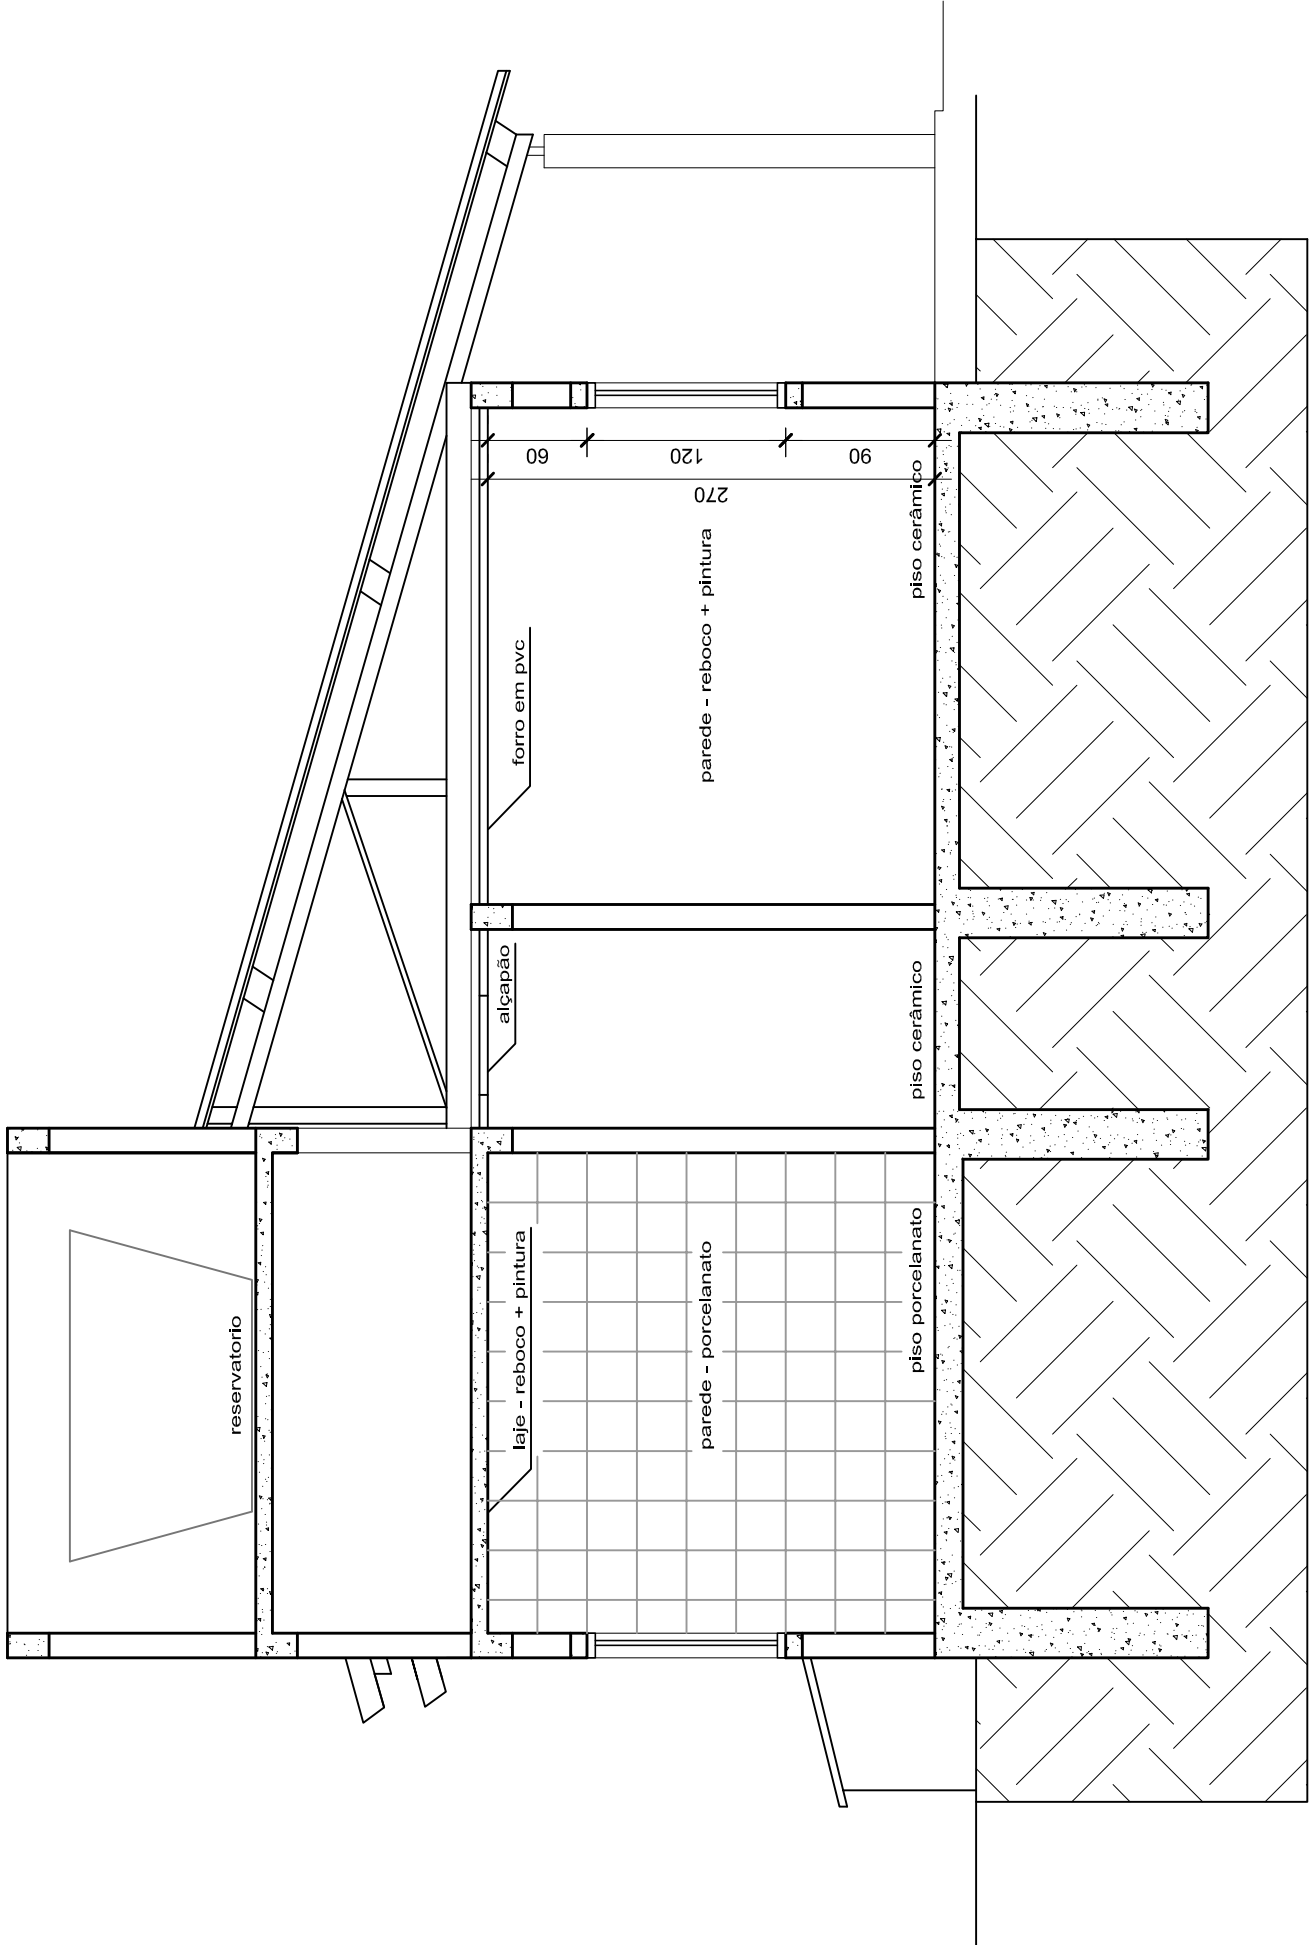 reservatorio
laje - reboco + pintura
parede - porcelanato
piso porcelanato
alçapão
piso cerâmico
forro em pvc
parede - reboco + pintura
piso cerâmico
60
120
90
270